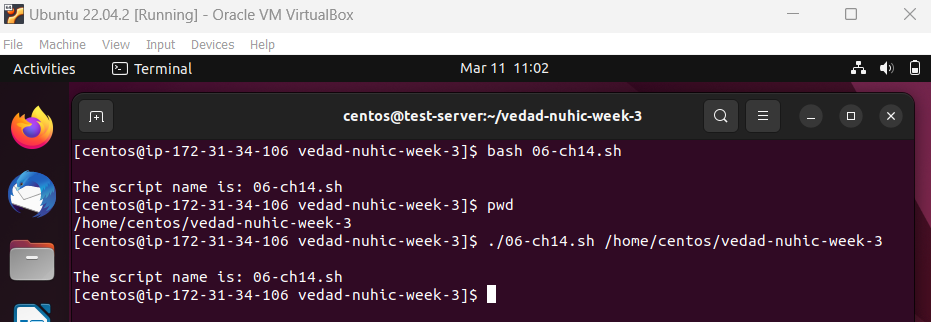 Ubuntu 22.04.2 [Running] - Oracle VM VirtualBox
File Machine View Input Devices Help
Activities Terminal Mar 11 11:02
centos@test-server:~/vedad-nuhic-week-3
[centos@ip-172-31-34-106 vedad-nuhic-week-3]$ bash 06-ch14.sh
The script name is: 06-ch14.sh
[centos@ip-172-31-34-106 vedad-nuhic-week-3]$ pwd
/home/centos/vedad-nuhic-week-3
[centos@ip-172-31-34-106 vedad-nuhic-week-3]$ ./06-ch14.sh /home/centos/vedad-nuhic-week-3
The script name is: 06-ch14.sh
[centos@ip-172-31-34-106 vedad-nuhic-week-3]$